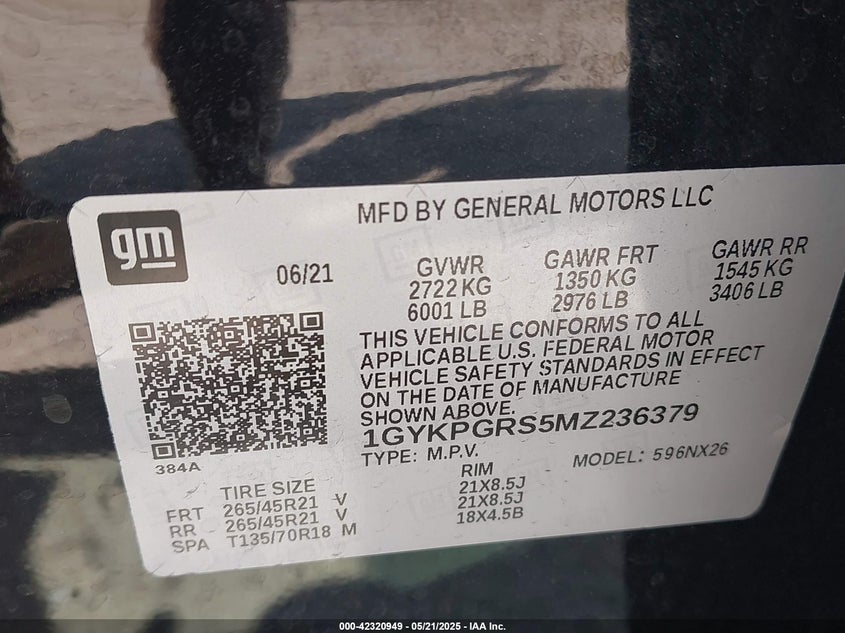 gm
MFD BY GENERAL MOTORS LLC
06/21
GVWR
2722 KG
6001 LB
GAWR FRT
1350 KG
2976 LB
GAWR RR
1545 KG
3406 LB
THIS VEHICLE CONFORMS TO ALL
APPLICABLE U.S. FEDERAL MOTOR
VEHICLE SAFETY STANDARDS IN EFFECT
ON THE DATE OF MANUFACTURE
SHOWN ABOVE.
1GYKPGRS5MZ236379
TYPE: M.P.V.
MODEL: 596NX26
384A
TIRE SIZE RIM
FRT 265/45R21 V 21X8.5J
RR 265/45R21 V 21X8.5J
SPA T135/70R18 M 18X4.5B
000-42320949 - 05/21/2025 - IAA Inc.